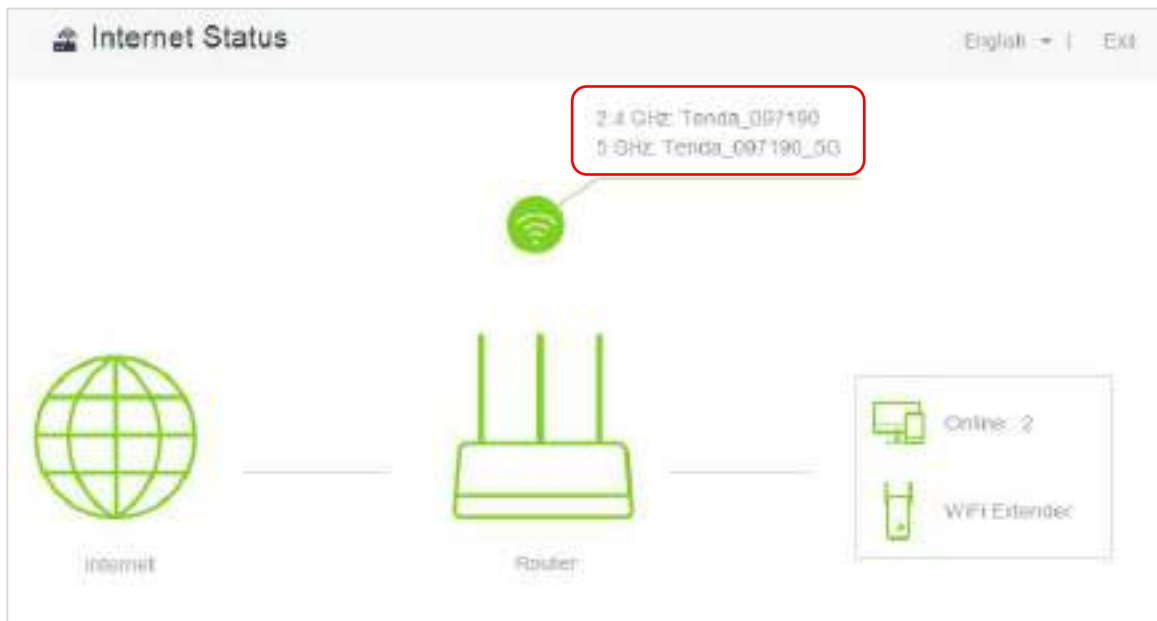 Internet Status
English | Exit
2.4 GHz: Tenda_097190
5 GHz: Tenda_097190_5G
Online: 2
WiFi Extender
Internet
Router